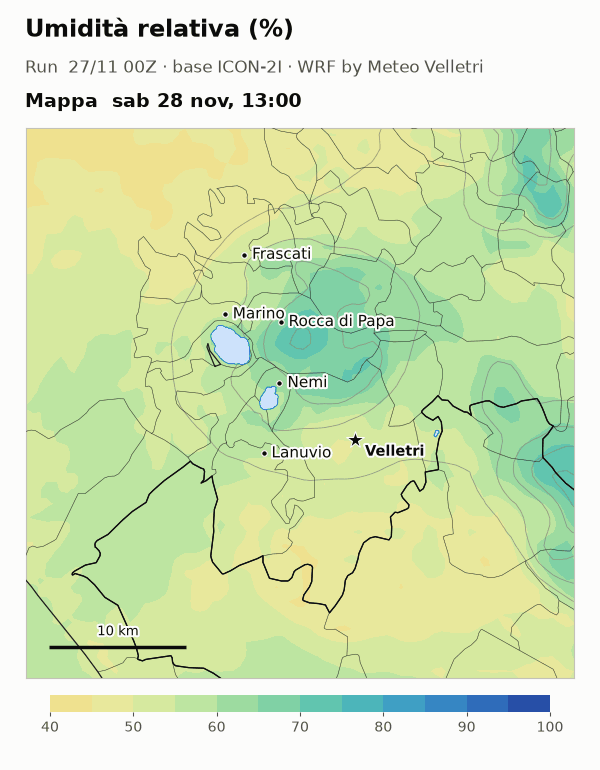 Umidità relativa (%)
Run  27/11 00Z · base ICON-2I · WRF by Meteo Velletri
Mappa  sab 28 nov, 13:00
Frascati
Marino
Rocca di Papa
Nemi
Velletri
Lanuvio
10 km
40 50 60 70 80 90 100